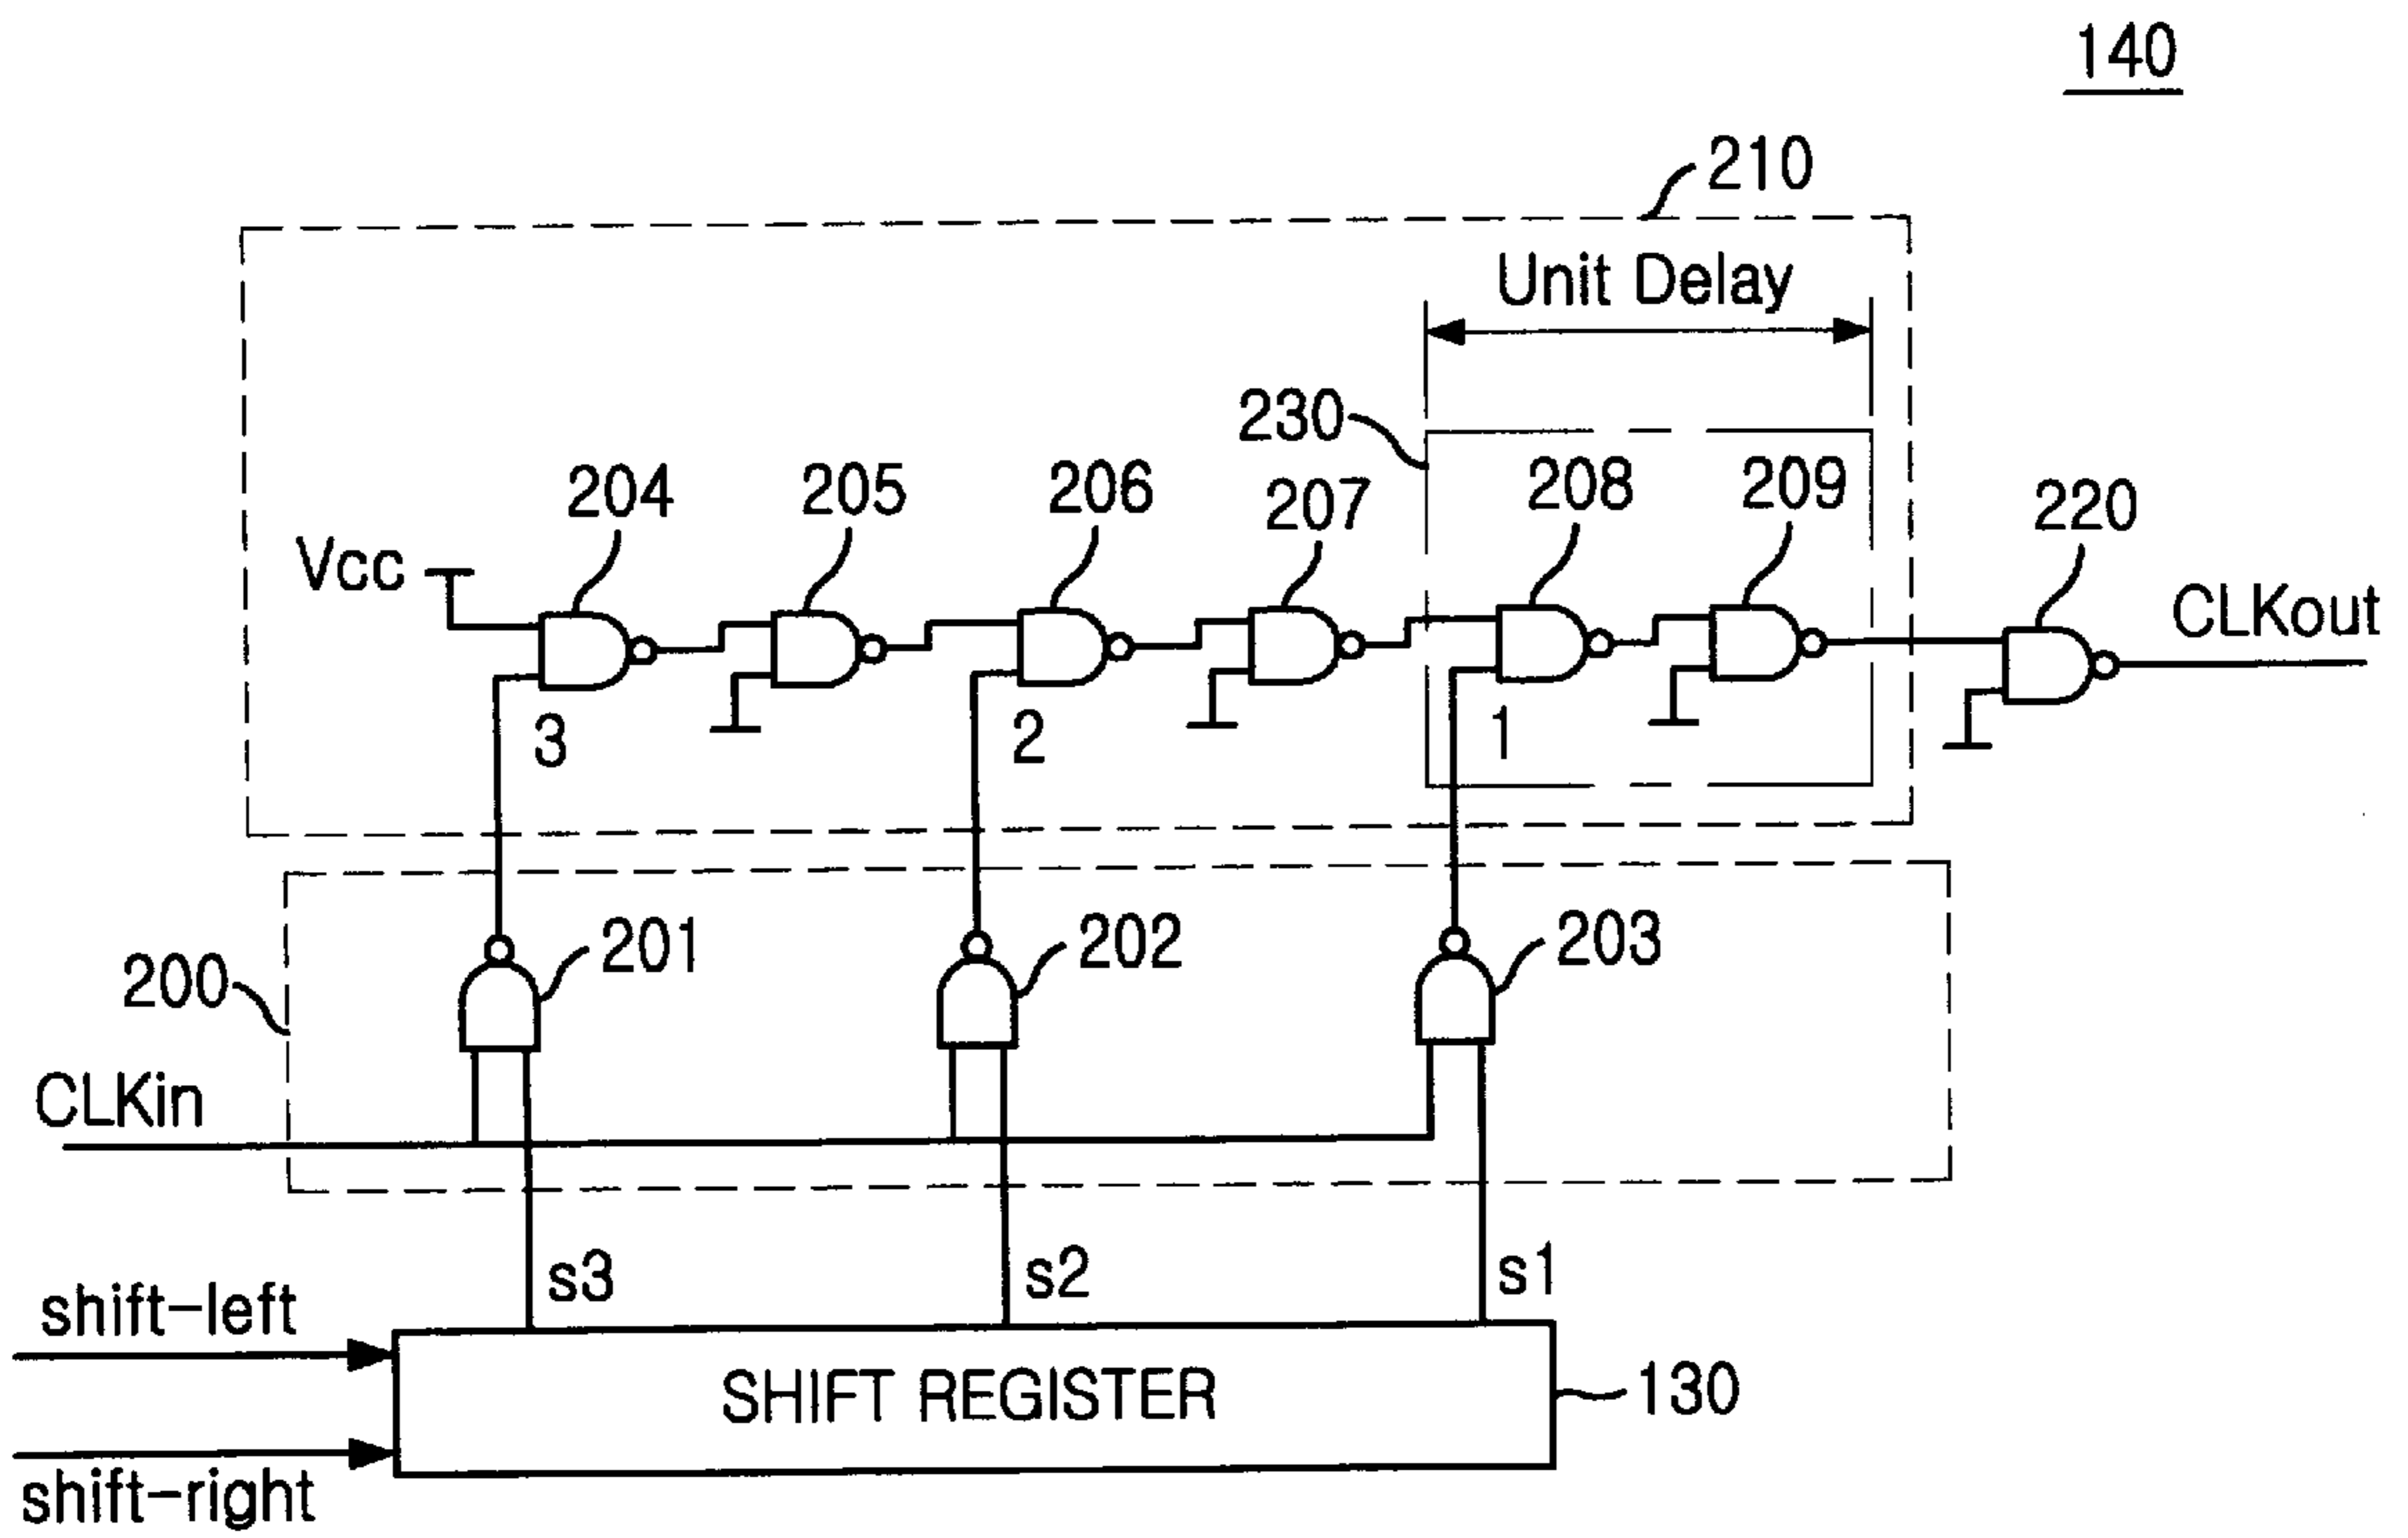 140
210
Unit Delay
230
204
205
206
207
208
209
220
Vcc
CLKout
3
2
1
200
201
202
203
CLKin
s3
s2
s1
shift-left
SHIFT REGISTER
130
shift-right